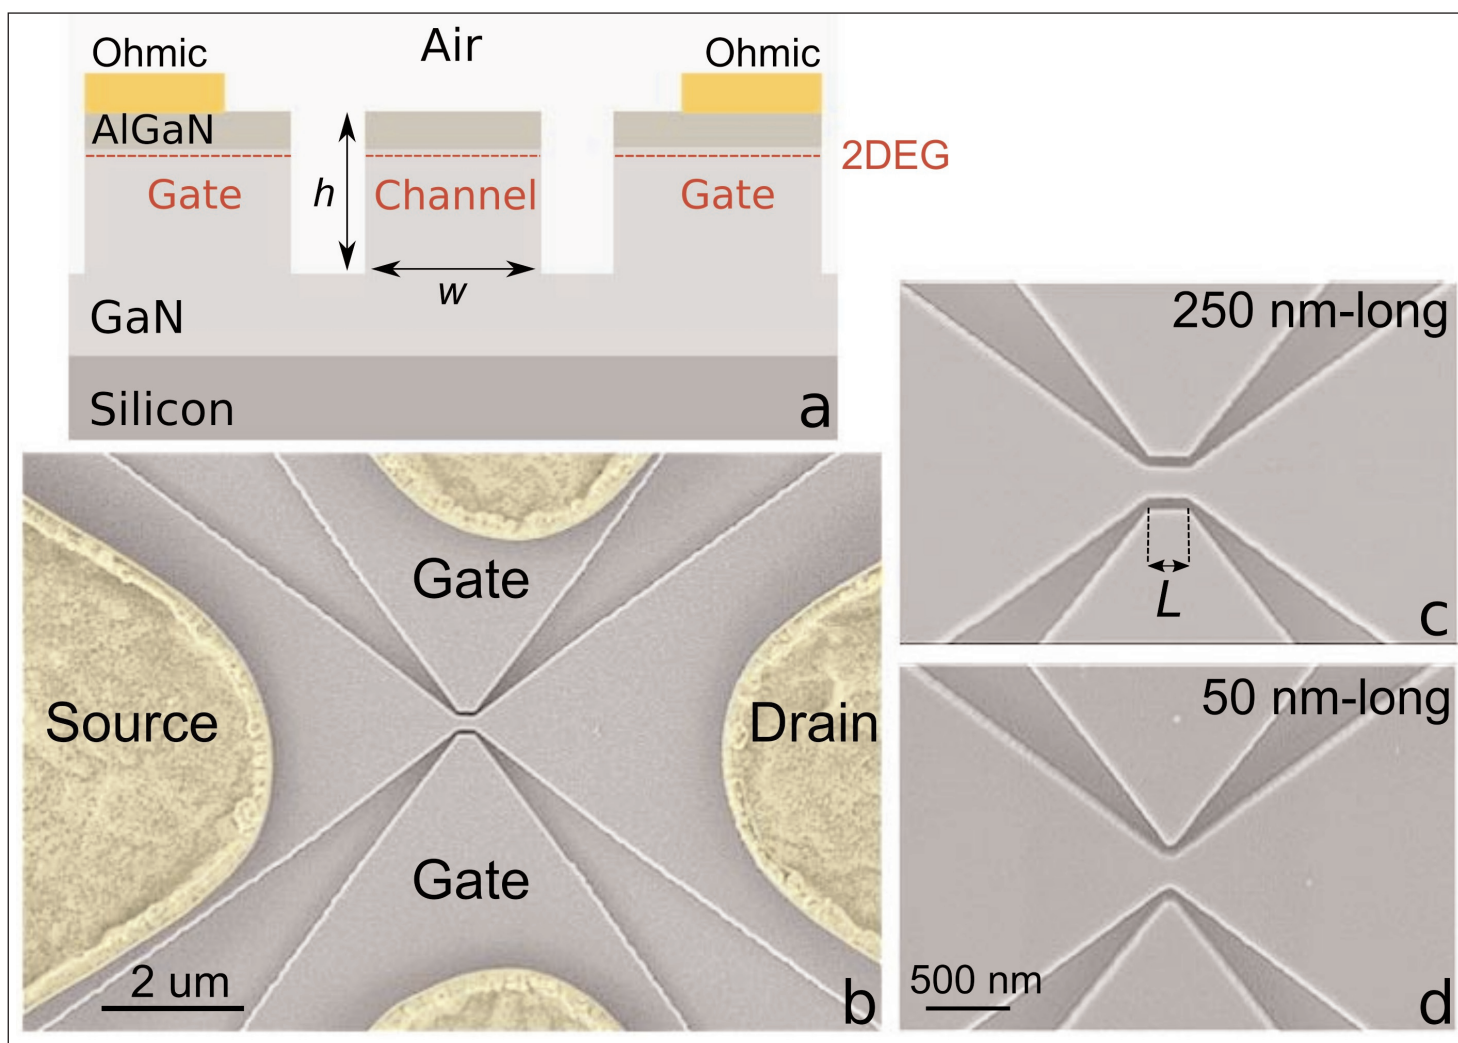 Ohmic
Air
Ohmic
AlGaN
2DEG
Gate
h
Channel
Gate
w
GaN
Silicon
a
Gate
Source
Drain
Gate
2 um
b
250 nm-long
L
c
50 nm-long
500 nm
d